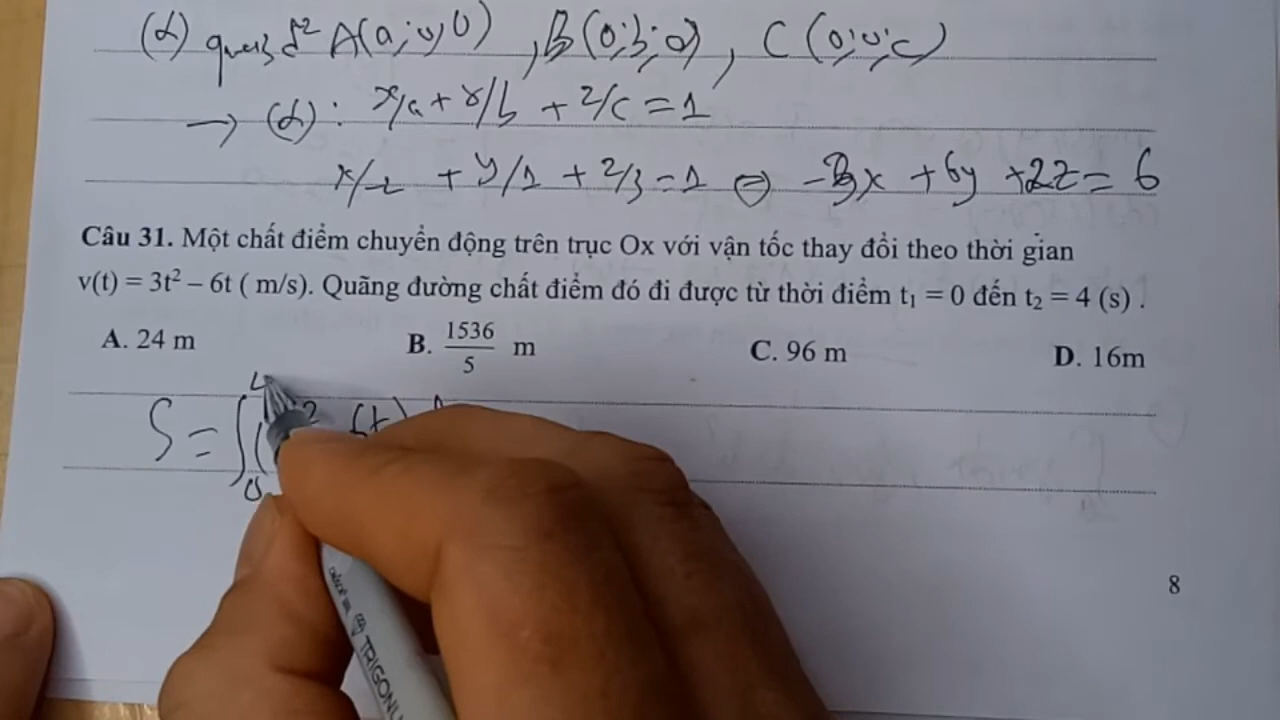 (α) qua 3 đ² A(a;0;0), B(0;b;0), C(0;0;c)
→ (α): x/a + y/b + z/c = 1
x/-2 + y/1 + z/3 = 1 ⇔ -3x + 6y + 2z = 6
Câu 31. Một chất điểm chuyển động trên trục Ox với vận tốc thay đổi theo thời gian
v(t) = 3t² – 6t ( m/s). Quãng đường chất điểm đó đi được từ thời điểm t₁ = 0 đến t₂ = 4 (s) .
A. 24 m B. 1536/5 m C. 96 m D. 16m
S = ∫₀⁴
8
TRIGONL